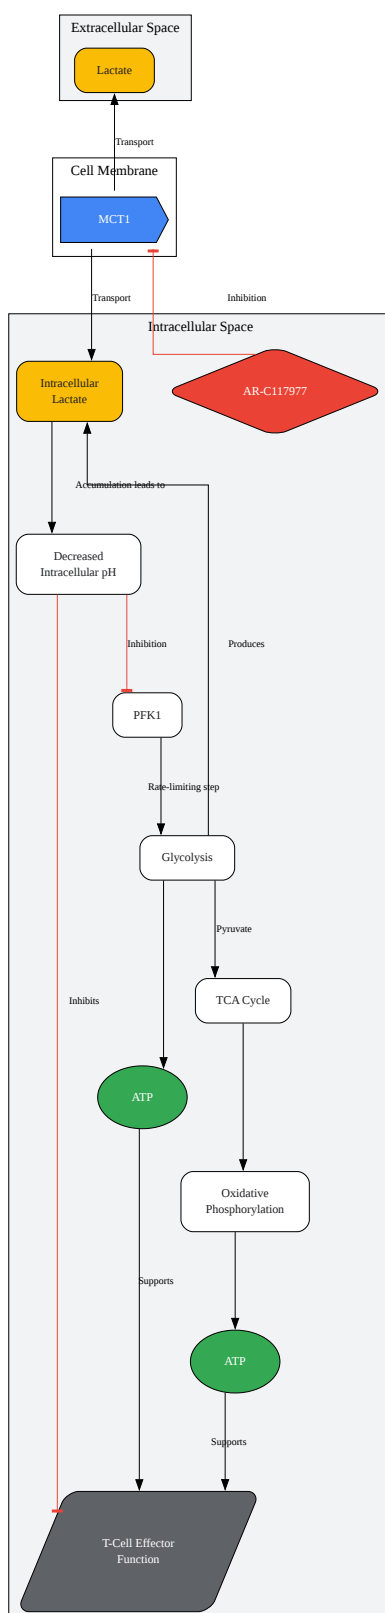 Extracellular Space
Lactate
Transport
Cell Membrane
MCT1
Transport
Inhibition
Intracellular Space
Intracellular
Lactate
AR-C117977
Accumulation leads to
Decreased
Intracellular pH
Inhibition
Produces
PFK1
Rate-limiting step
Glycolysis
Pyruvate
Inhibits
TCA Cycle
ATP
Oxidative
Phosphorylation
Supports
ATP
Supports
T-Cell Effector
Function